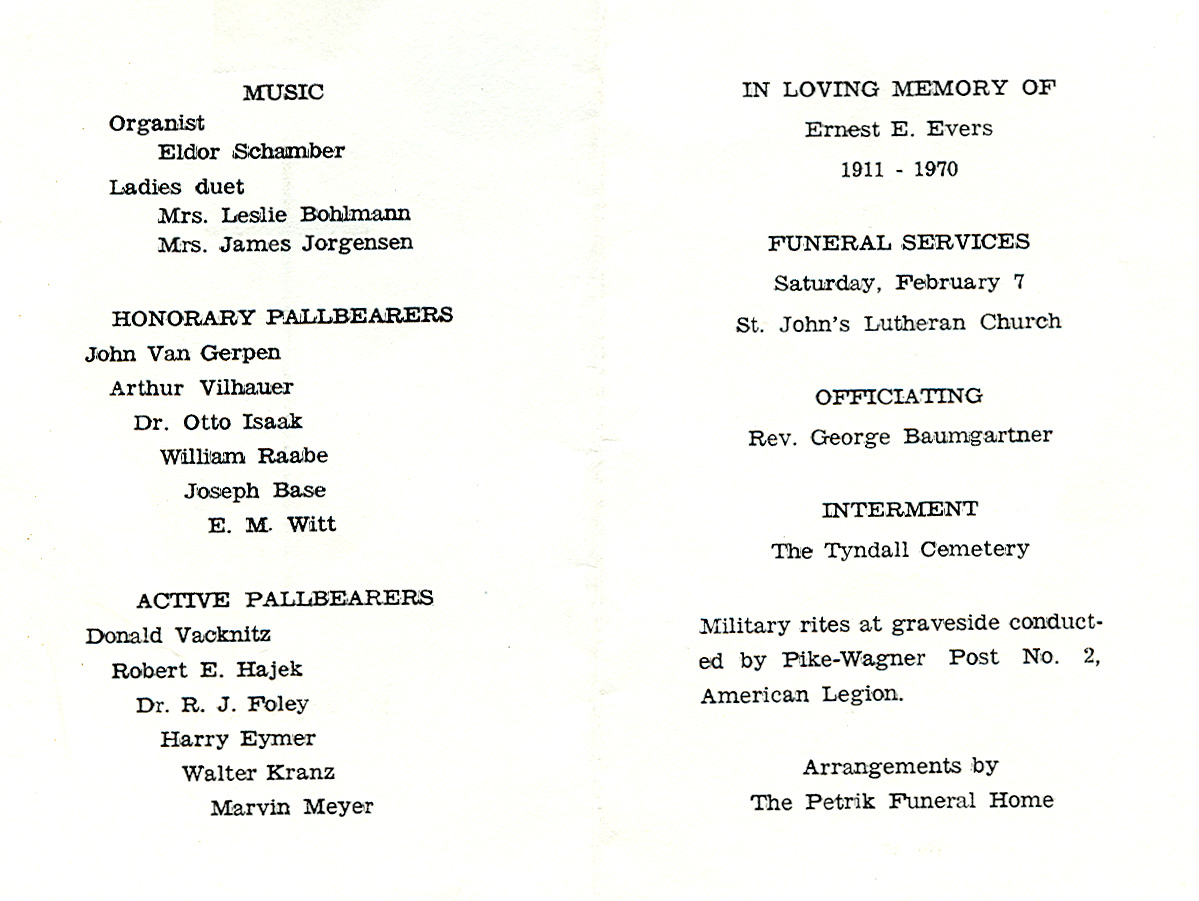 MUSIC
Organist
Eldor Schamber
Ladies duet
Mrs. Leslie Bohlmann
Mrs. James Jorgensen
HONORARY PALLBEARERS
John Van Gerpen
Arthur Vilhauer
Dr. Otto Isaak
William Raabe
Joseph Base
E. M. Witt
ACTIVE PALLBEARERS
Donald Vacknitz
Robert E. Hajek
Dr. R. J. Foley
Harry Eymer
Walter Kranz
Marvin Meyer
IN LOVING MEMORY OF
Ernest E. Evers
1911 - 1970
FUNERAL SERVICES
Saturday, February 7
St. John's Lutheran Church
OFFICIATING
Rev. George Baumgartner
INTERMENT
The Tyndall Cemetery
Military rites at graveside conduct-
ed by Pike-Wagner Post No. 2,
American Legion.
Arrangements by
The Petrik Funeral Home